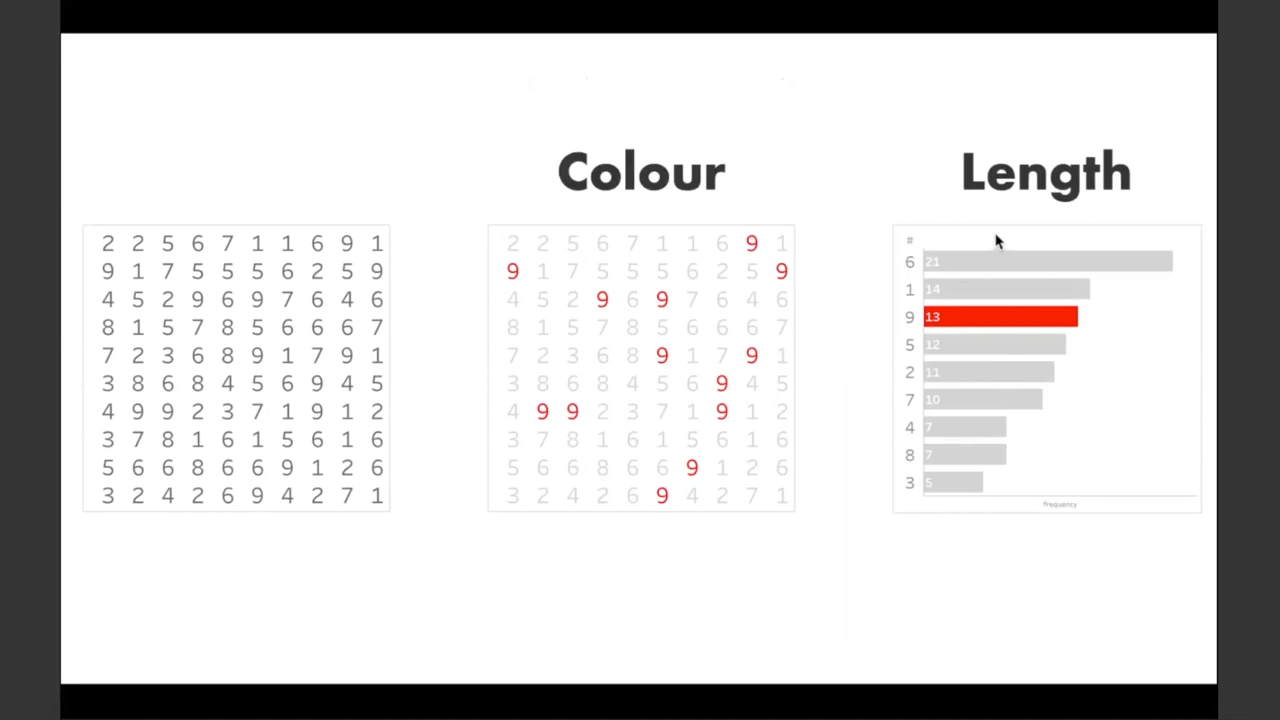 Colour
Length
2 2 5 6 7 1 1 6 9 1
9 1 7 5 5 5 6 2 5 9
4 5 2 9 6 9 7 6 4 6
8 1 5 7 8 5 6 6 6 7
7 2 3 6 8 9 1 7 9 1
3 8 6 8 4 5 6 9 4 5
4 9 9 2 3 7 1 9 1 2
3 7 8 1 6 1 5 6 1 6
5 6 6 8 6 6 9 1 2 6
3 2 4 2 6 9 4 2 7 1
2 2 5 6 7 1 1 6 9 1
9 1 7 5 5 5 6 2 5 9
4 5 2 9 6 9 7 6 4 6
8 1 5 7 8 5 6 6 6 7
7 2 3 6 8 9 1 7 9 1
3 8 6 8 4 5 6 9 4 5
4 9 9 2 3 7 1 9 1 2
3 7 8 1 6 1 5 6 1 6
5 6 6 8 6 6 9 1 2 6
3 2 4 2 6 9 4 2 7 1
#
6 21
1 14
9 13
5 12
2 11
7 10
4 7
8 7
3 5
frequency